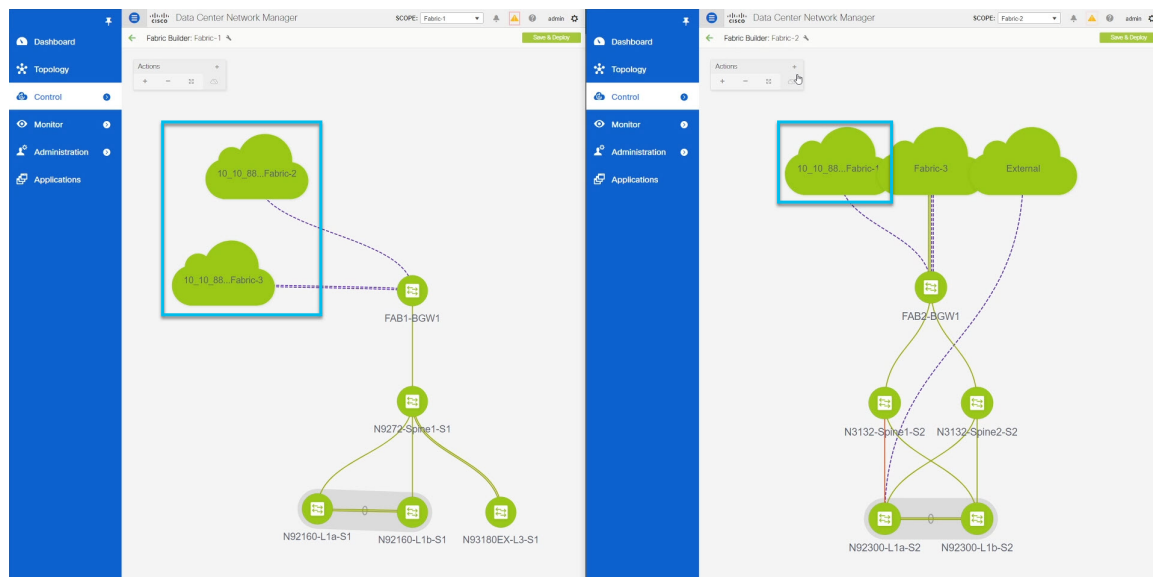 cisco Data Center Network Manager
SCOPE: Fabric-1
admin
Fabric Builder: Fabric-1
Save & Deploy
Dashboard
Topology
Control
Monitor
Administration
Applications
Actions
+
+ −
10_10_88...Fabric-2
10_10_88...Fabric-3
FAB1-BGW1
N9272-Spine1-S1
0
N92160-L1a-S1
N92160-L1b-S1
N93180EX-L3-S1
cisco Data Center Network Manager
SCOPE: Fabric-2
admin
Fabric Builder: Fabric-2
Save & Deploy
Dashboard
Topology
Control
Monitor
Administration
Applications
Actions
+
+ −
10_10_88...Fabric-1
Fabric-3
External
FAB2-BGW1
N3132-Spine1-S2
N3132-Spine2-S2
0
N92300-L1a-S2
N92300-L1b-S2